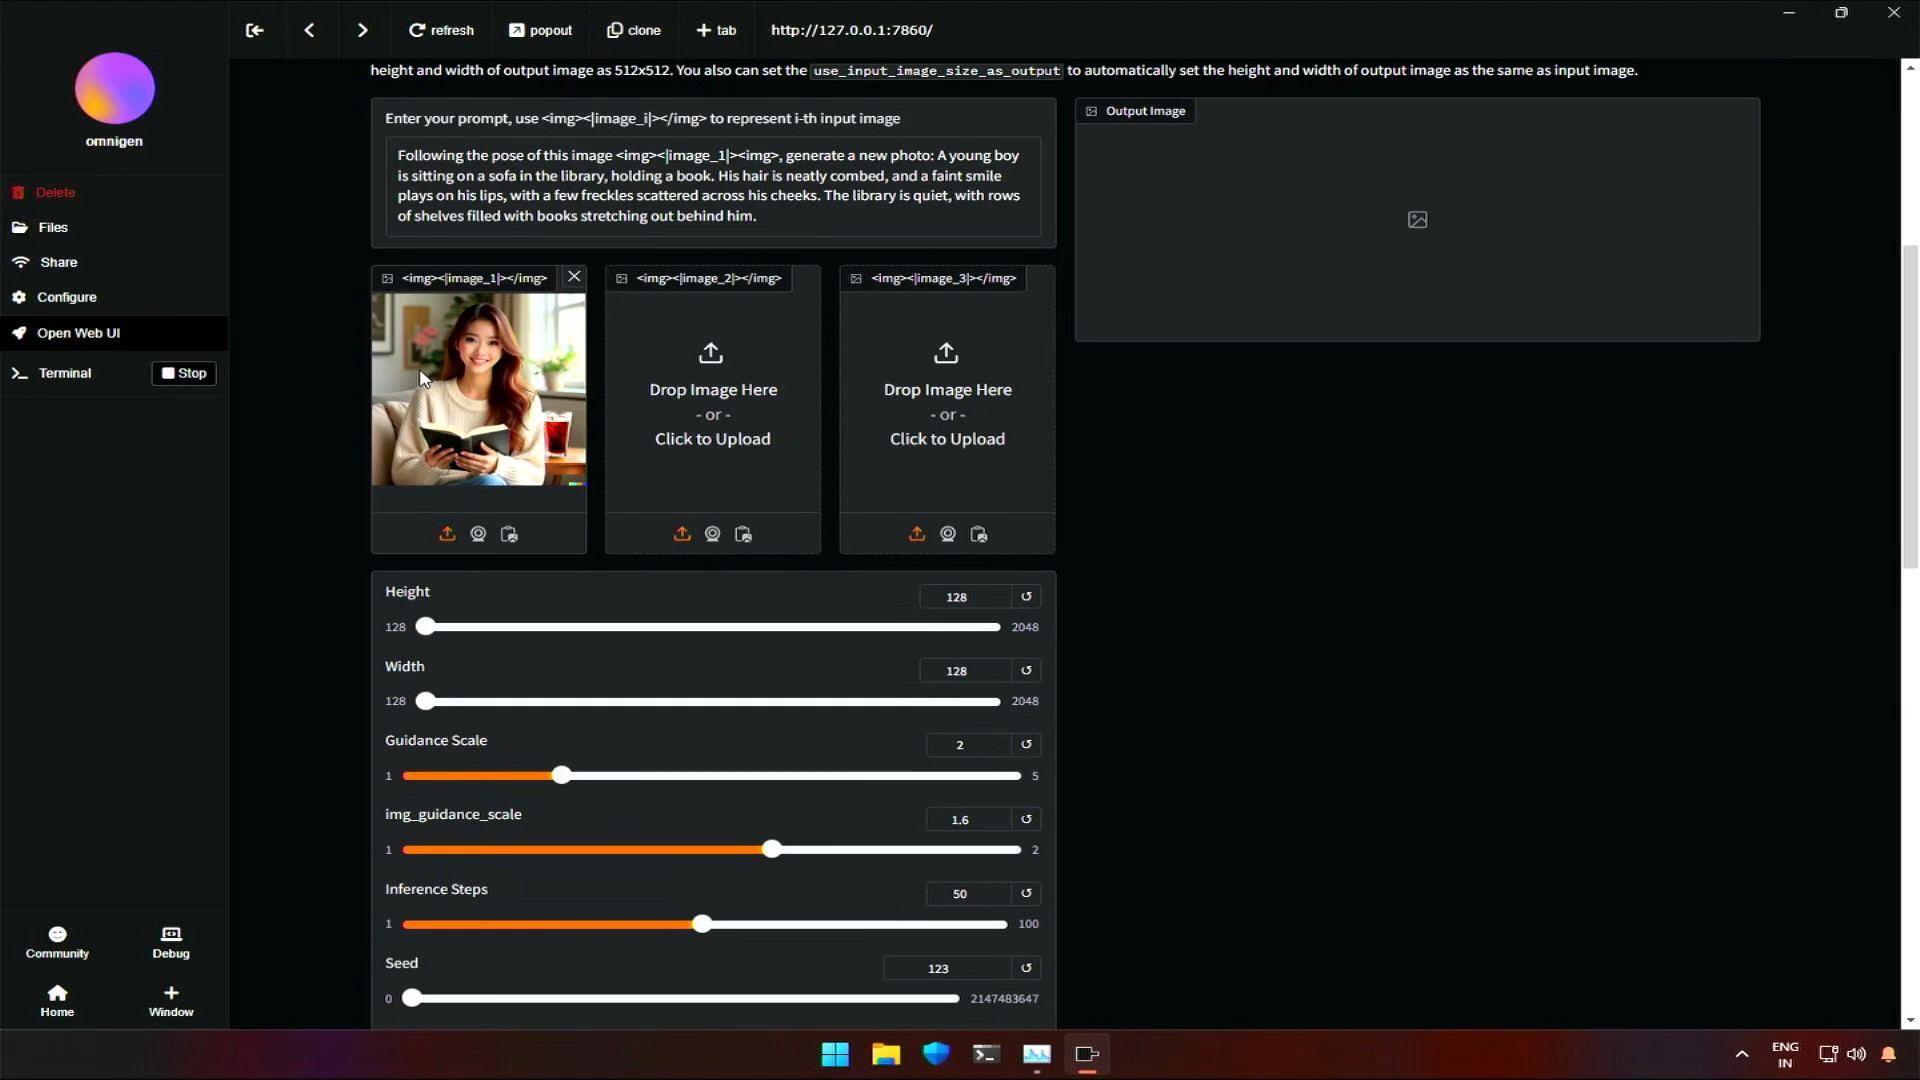 refresh
popout
clone
tab
http://127.0.0.1:7860/
omnigen
Delete
Files
Share
Configure
Open Web UI
Terminal
Stop
Community
Debug
Home
Window
height and width of output image as 512x512. You also can set the use_input_image_size_as_output to automatically set the height and width of output image as the same as input image.
Enter your prompt, use <img><|image_i|></img> to represent i-th input image
Following the pose of this image <img><|image_1|><img>, generate a new photo: A young boy
is sitting on a sofa in the library, holding a book. His hair is neatly combed, and a faint smile
plays on his lips, with a few freckles scattered across his cheeks. The library is quiet, with rows
of shelves filled with books stretching out behind him.
<img><|image_1|></img>
<img><|image_2|></img>
Drop Image Here
- or -
Click to Upload
<img><|image_3|></img>
Drop Image Here
- or -
Click to Upload
Height
128
128 2048
Width
128
128 2048
Guidance Scale
2
1 5
img_guidance_scale
1.6
1 2
Inference Steps
50
1 100
Seed
123
0 2147483647
Output Image
ENG
IN